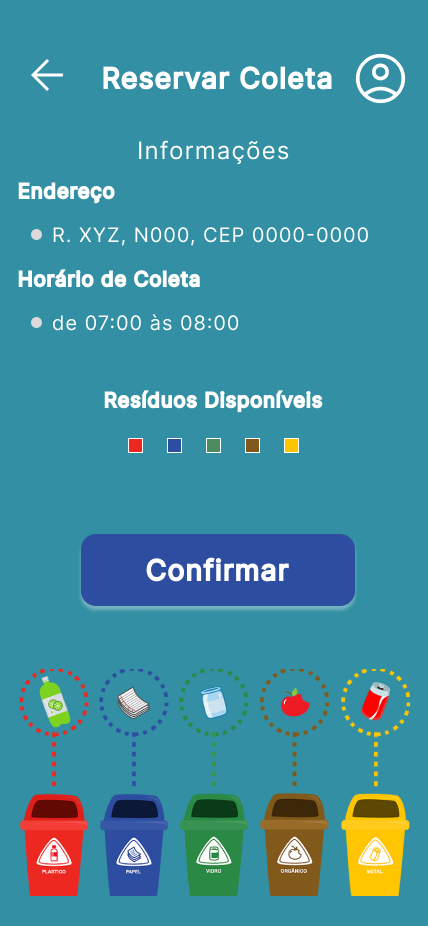 Reservar Coleta
Informações
Endereço
R. XYZ, N000, CEP 0000-0000
Horário de Coleta
de 07:00 às 08:00
Resíduos Disponíveis
Confirmar
PLÁSTICO
PAPEL
VIDRO
ORGÂNICO
METAL